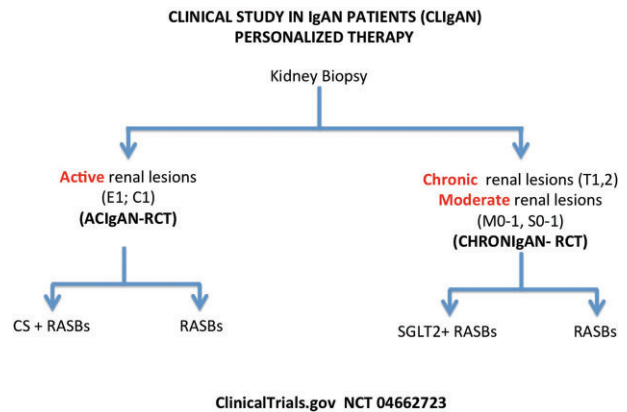 CLINICAL STUDY IN IgAN PATIENTS (CLIgAN)
PERSONALIZED THERAPY
Kidney Biopsy
Active renal lesions
(E1; C1)
(ACIgAN-RCT)
Chronic renal lesions (T1,2)
Moderate renal lesions
(M0-1, S0-1)
(CHRONIgAN- RCT)
CS + RASBs
RASBs
SGLT2+ RASBs
RASBs
ClinicalTrials.gov NCT 04662723